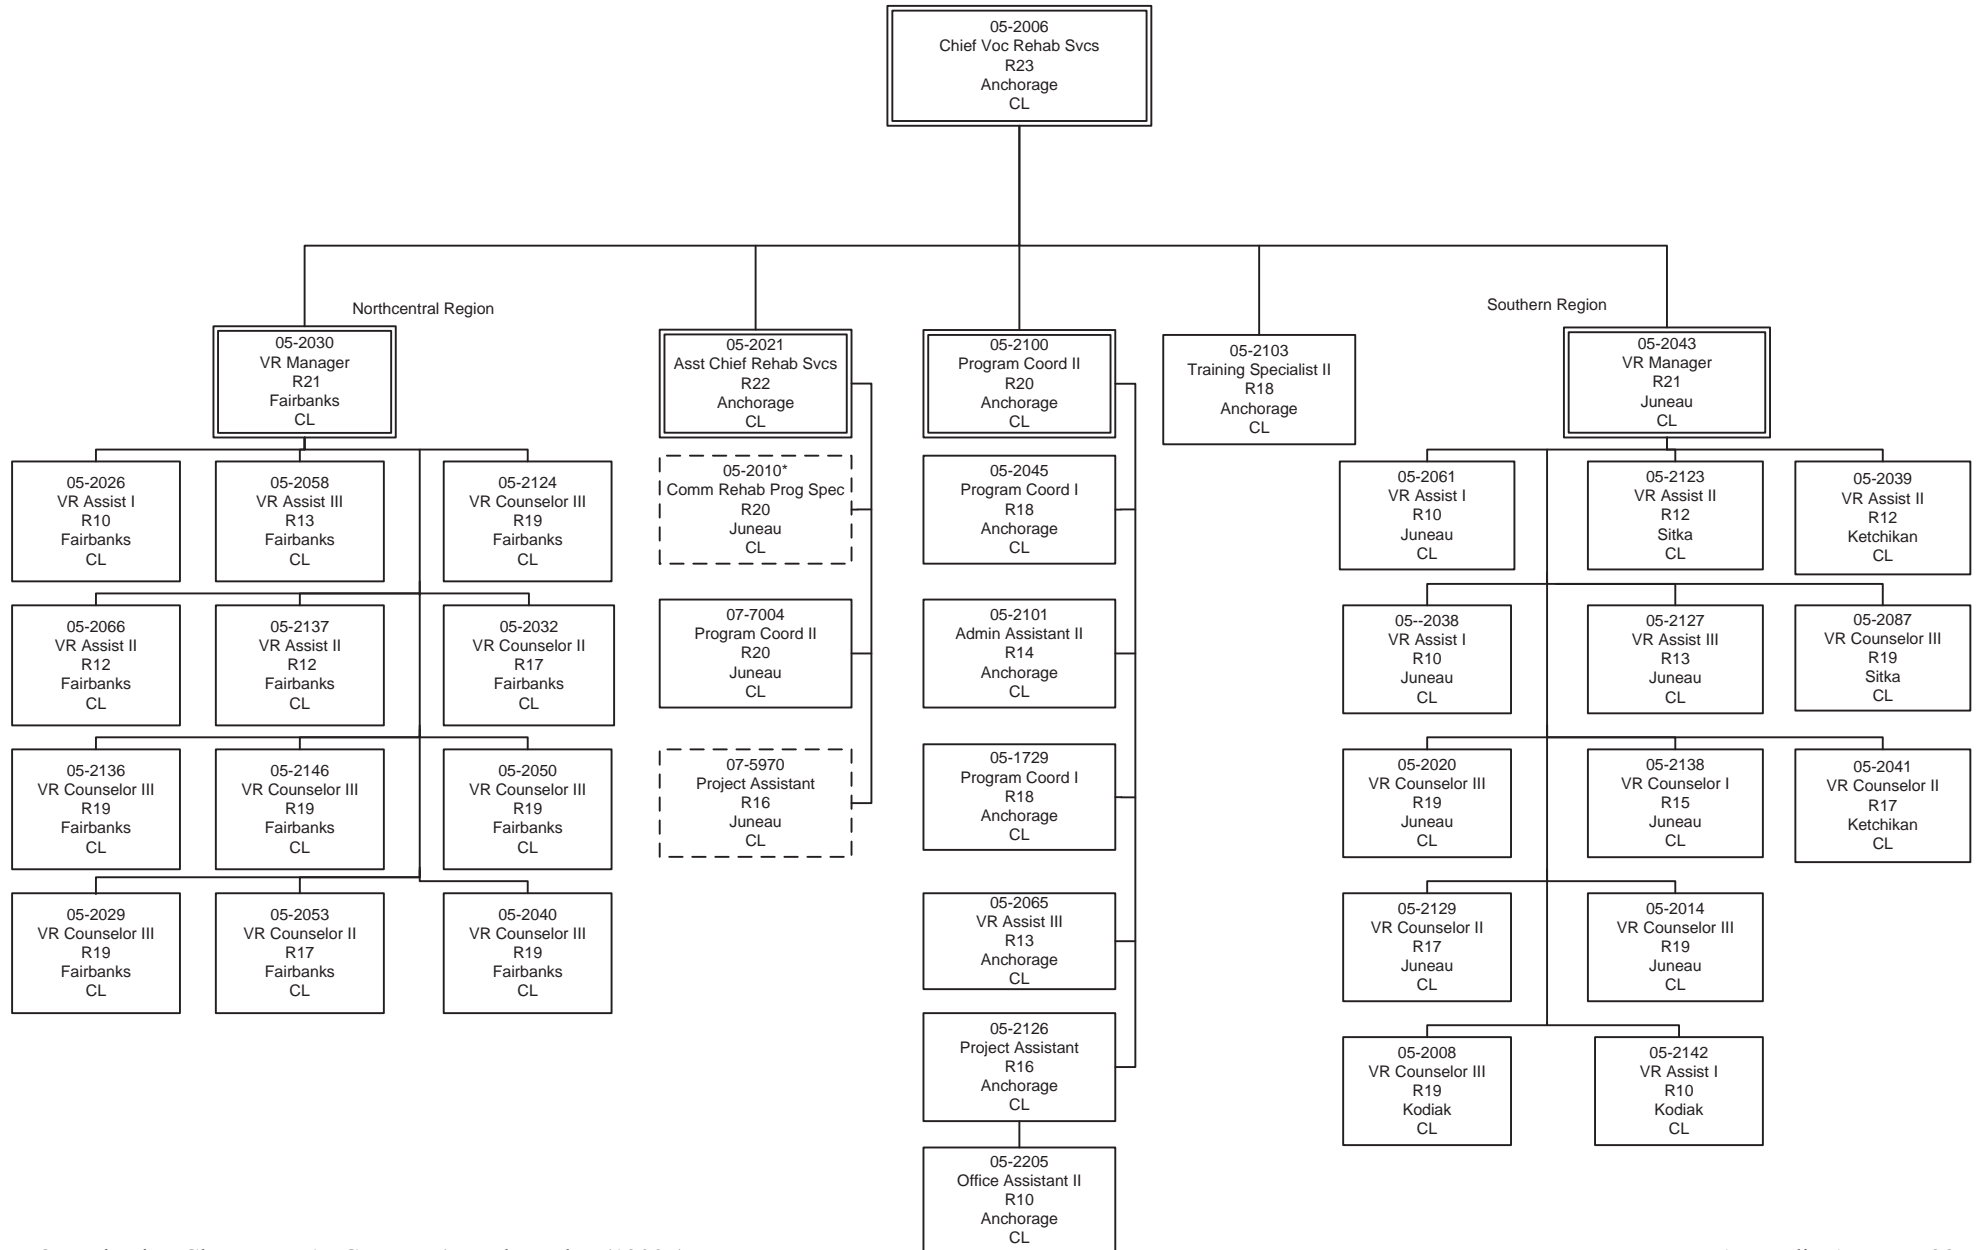 05-2006
Chief Voc Rehab Svcs
R23
Anchorage
CL
Northcentral Region
Southern Region
05-2030
VR Manager
R21
Fairbanks
CL
05-2021
Asst Chief Rehab Svcs
R22
Anchorage
CL
05-2100
Program Coord II
R20
Anchorage
CL
05-2103
Training Specialist II
R18
Anchorage
CL
05-2043
VR Manager
R21
Juneau
CL
05-2026
VR Assist I
R10
Fairbanks
CL
05-2058
VR Assist III
R13
Fairbanks
CL
05-2124
VR Counselor III
R19
Fairbanks
CL
05-2066
VR Assist II
R12
Fairbanks
CL
05-2137
VR Assist II
R12
Fairbanks
CL
05-2032
VR Counselor II
R17
Fairbanks
CL
05-2136
VR Counselor III
R19
Fairbanks
CL
05-2146
VR Counselor III
R19
Fairbanks
CL
05-2050
VR Counselor III
R19
Fairbanks
CL
05-2029
VR Counselor III
R19
Fairbanks
CL
05-2053
VR Counselor II
R17
Fairbanks
CL
05-2040
VR Counselor III
R19
Fairbanks
CL
05-2010*
Comm Rehab Prog Spec
R20
Juneau
CL
07-7004
Program Coord II
R20
Juneau
CL
07-5970
Project Assistant
R16
Juneau
CL
05-2045
Program Coord I
R18
Anchorage
CL
05-2101
Admin Assistant II
R14
Anchorage
CL
05-1729
Program Coord I
R18
Anchorage
CL
05-2065
VR Assist III
R13
Anchorage
CL
05-2126
Project Assistant
R16
Anchorage
CL
05-2205
Office Assistant II
R10
Anchorage
CL
05-2061
VR Assist I
R10
Juneau
CL
05-2123
VR Assist II
R12
Sitka
CL
05-2039
VR Assist II
R12
Ketchikan
CL
05--2038
VR Assist I
R10
Juneau
CL
05-2127
VR Assist III
R13
Juneau
CL
05-2087
VR Counselor III
R19
Sitka
CL
05-2020
VR Counselor III
R19
Juneau
CL
05-2138
VR Counselor I
R15
Juneau
CL
05-2041
VR Counselor II
R17
Ketchikan
CL
05-2129
VR Counselor II
R17
Juneau
CL
05-2014
VR Counselor III
R19
Juneau
CL
05-2008
VR Counselor III
R19
Kodiak
CL
05-2142
VR Assist I
R10
Kodiak
CL